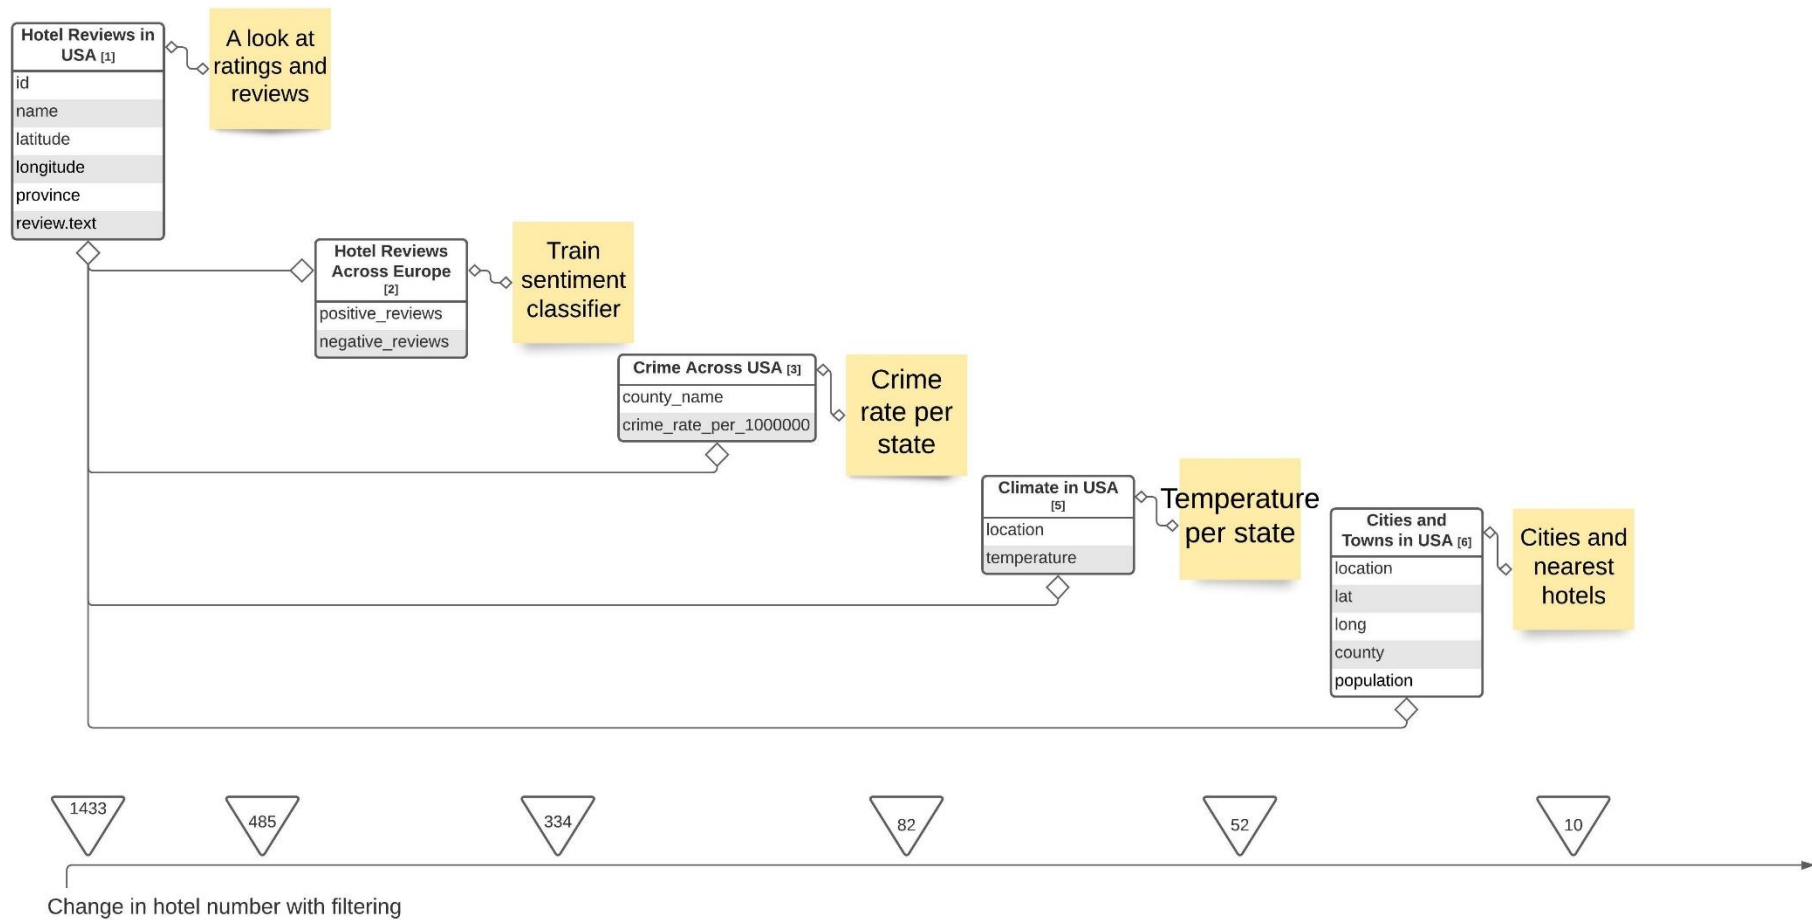 Hotel Reviews in
USA [1]
id
name
latitude
longitude
province
review.text
A look at
ratings and
reviews
Hotel Reviews
Across Europe
[2]
positive_reviews
negative_reviews
Train
sentiment
classifier
Crime Across USA [3]
county_name
crime_rate_per_1000000
Crime
rate per
state
Climate in USA
[5]
location
temperature
Temperature
per state
Cities and
Towns in USA [6]
location
lat
long
county
population
Cities and
nearest
hotels
1433
485
334
82
52
10
Change in hotel number with filtering